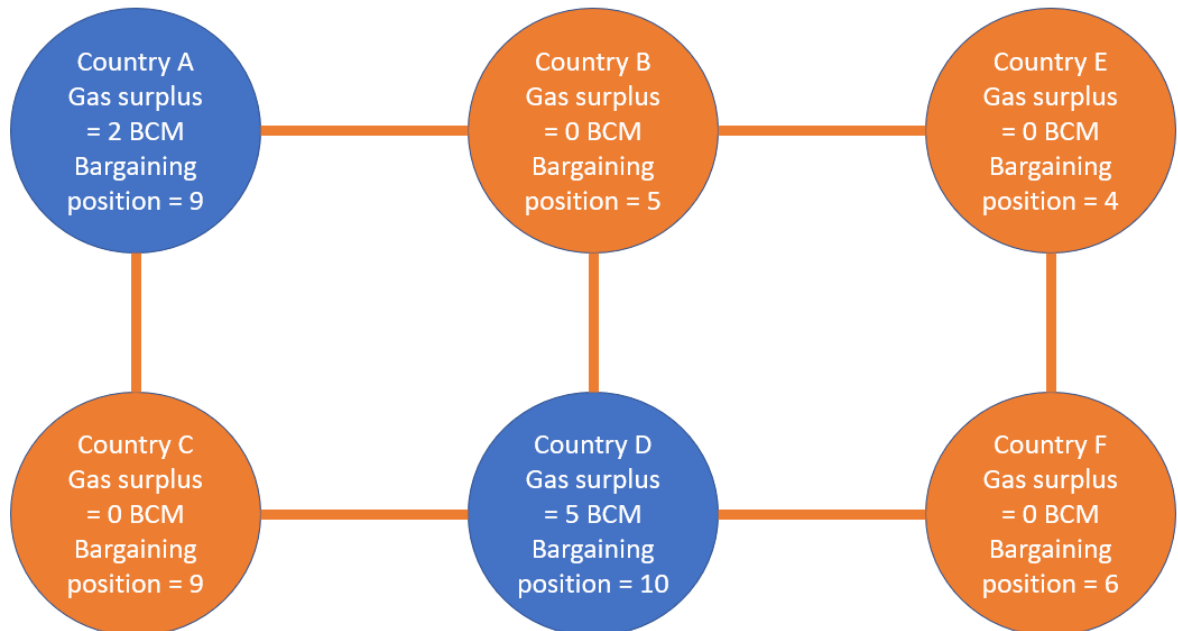 Country A
Gas surplus
= 2 BCM
Bargaining
position = 9
Country B
Gas surplus
= 0 BCM
Bargaining
position = 5
Country E
Gas surplus
= 0 BCM
Bargaining
position = 4
Country C
Gas surplus
= 0 BCM
Bargaining
position = 9
Country D
Gas surplus
= 5 BCM
Bargaining
position = 10
Country F
Gas surplus
= 0 BCM
Bargaining
position = 6